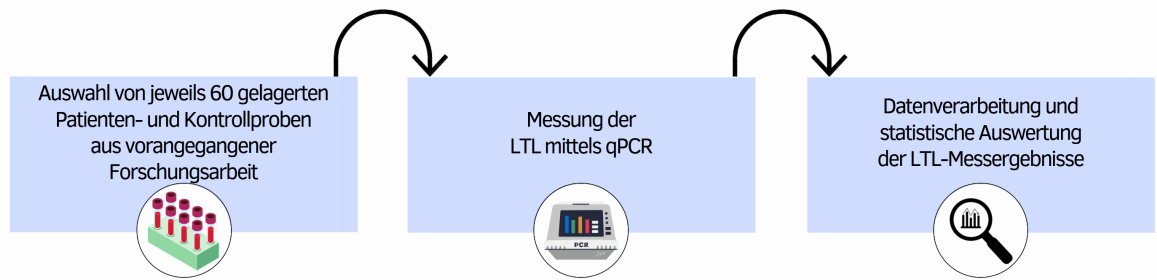 Auswahl von jeweils 60 gelagerten
Patienten- und Kontrollproben
aus vorangegangener
Forschungsarbeit
Messung der
LTL mittels qPCR
PCR
Datenverarbeitung und
statistische Auswertung
der LTL-Messergebnisse